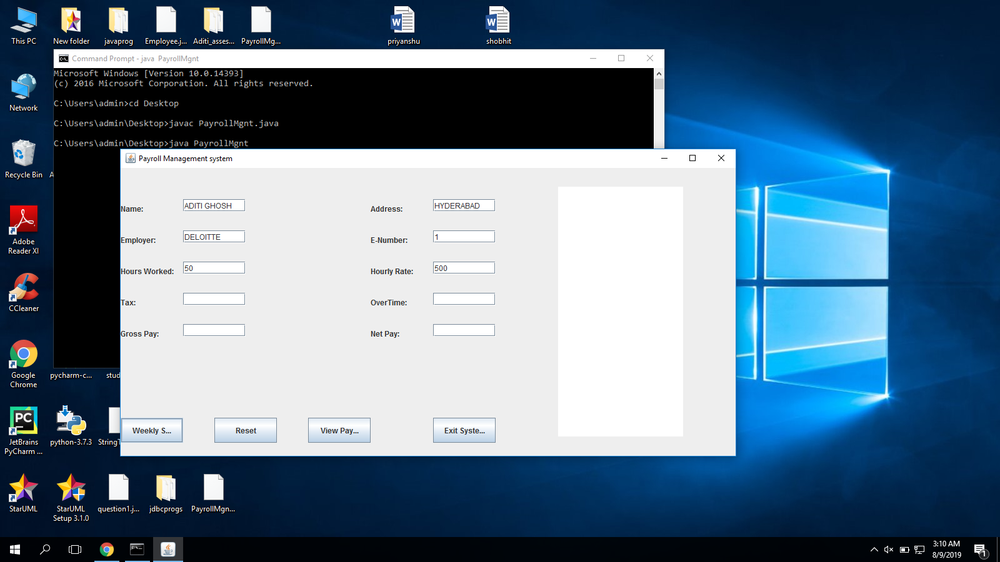 This PC
New folder
javaprog
Employee.j...
Aditi_asses...
PayrollMg...
priyanshu
shobhit
Command Prompt - java  PayrollMgnt
Microsoft Windows [Version 10.0.14393]
(c) 2016 Microsoft Corporation. All rights reserved.
C:\Users\admin>cd Desktop
C:\Users\admin\Desktop>javac PayrollMgnt.java
C:\Users\admin\Desktop>java PayrollMgnt
Network
Recycle Bin
A
Adobe
Reader XI
CCleaner
Google
Chrome
pycharm-c...
stud
PC
JetBrains
PyCharm ...
python-3.7.3
StringT
Payroll Management system
Name:
ADITI GHOSH
Address:
HYDERABAD
Employer:
DELOITTE
E-Number:
1
Hours Worked:
50
Hourly Rate:
500
Tax:
OverTime:
Gross Pay:
Net Pay:
Weekly S...
Reset
View Pay...
Exit Syste...
StarUML
StarUML
Setup 3.1.0
question1.j...
jdbcprogs
PayrollMgn...
3:10 AM
8/9/2019
1